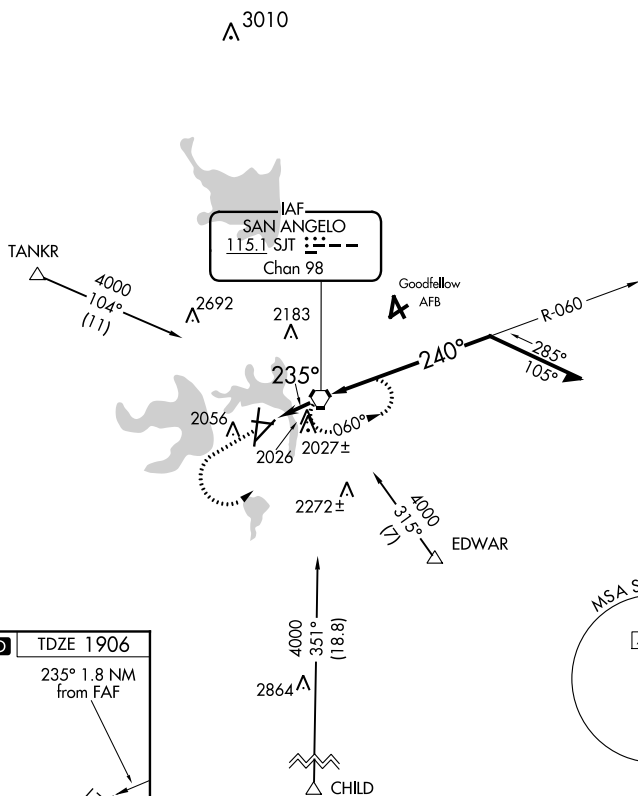 3010
IAF
SAN ANGELO
115.1 SJT
Chan 98
TANKR
4000
104°
(11)
2692
2183
Goodfellow
AFB
R-060
285°
105°
240°
235°
060°
2056
2026
2027±
2272±
4000
315°
(7)
EDWAR
4000
351°
(18.8)
2864
CHILD
MSA S
TDZE 1906
235° 1.8 NM
from FAF